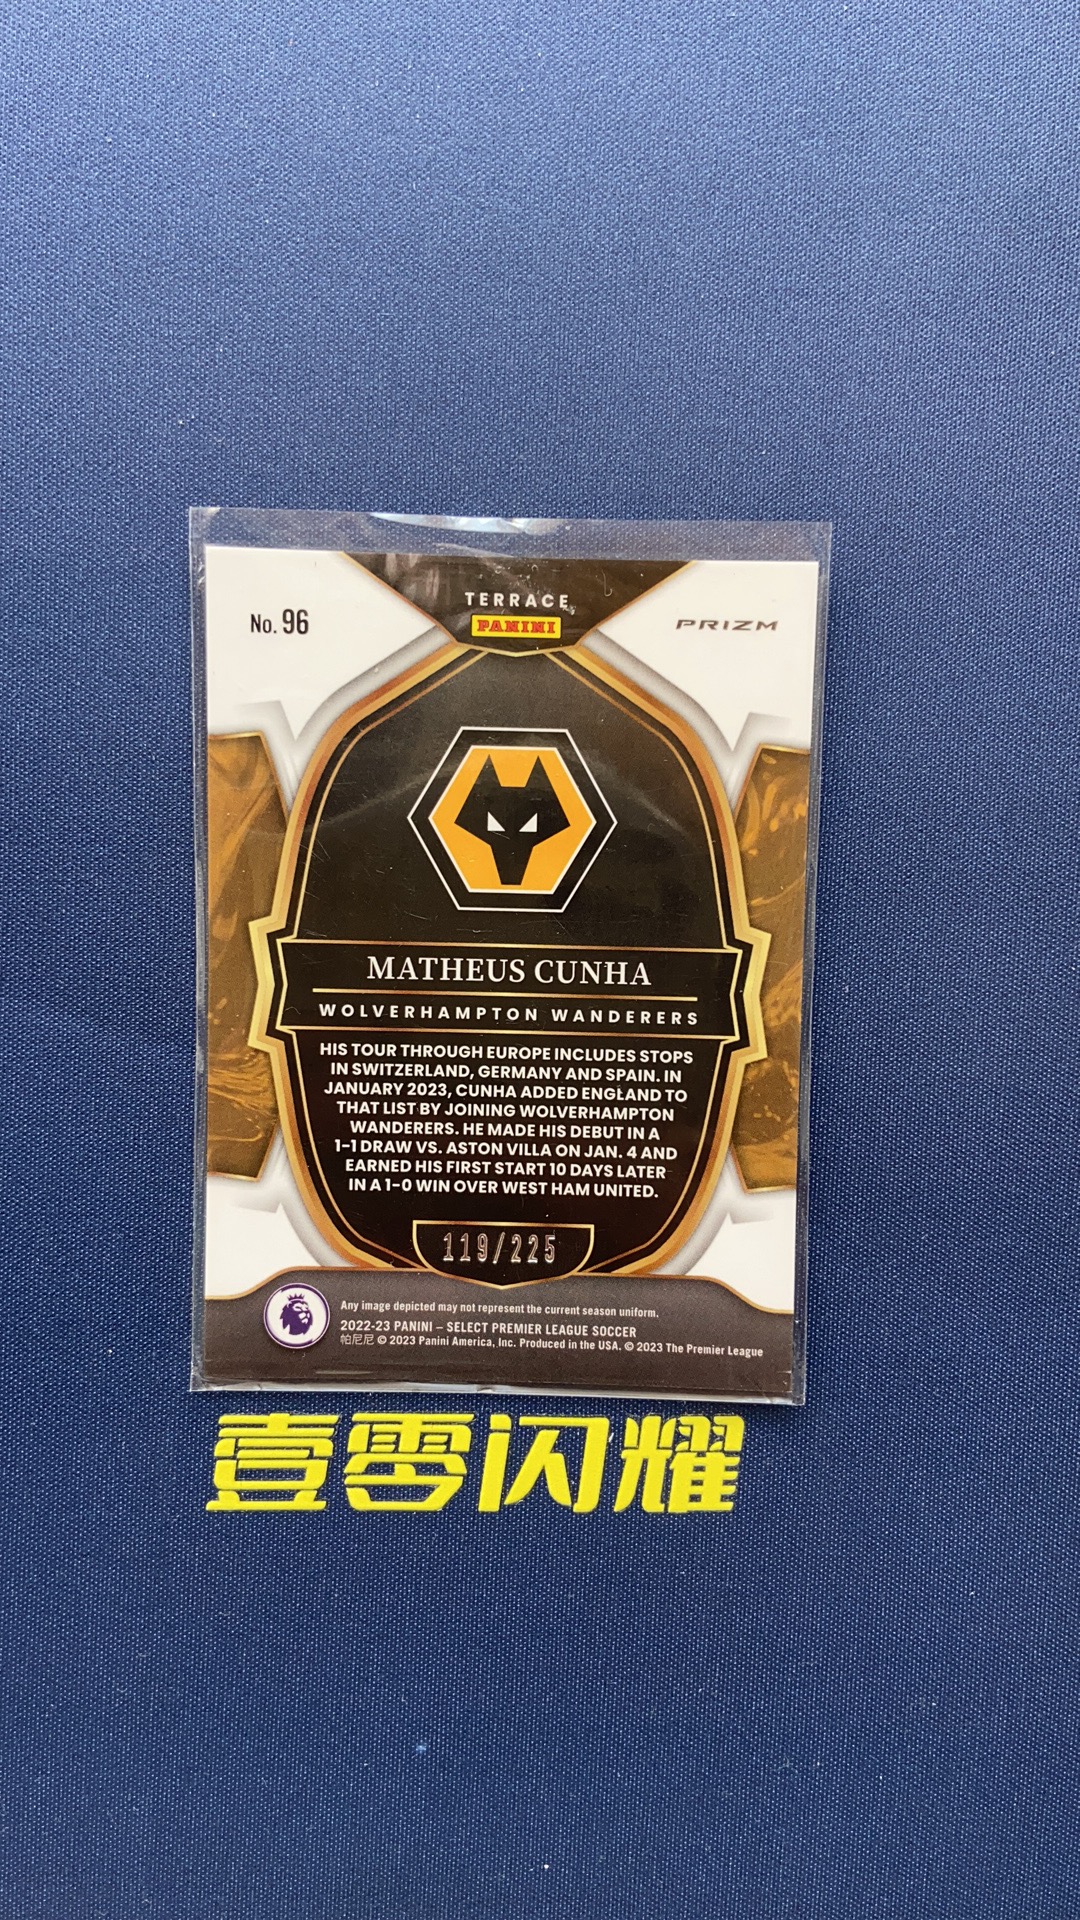 TERRACE
PANINI
No. 96
PRIZM
MATHEUS CUNHA
WOLVERHAMPTON WANDERERS
HIS TOUR THROUGH EUROPE INCLUDES STOPS
IN SWITZERLAND, GERMANY AND SPAIN. IN
JANUARY 2023, CUNHA ADDED ENGLAND TO
THAT LIST BY JOINING WOLVERHAMPTON
WANDERERS. HE MADE HIS DEBUT IN A
1-1 DRAW VS. ASTON VILLA ON JAN. 4 AND
EARNED HIS FIRST START 10 DAYS LATER
IN A 1-0 WIN OVER WEST HAM UNITED.
119/225
Any image depicted may not represent the current season uniform.
2022-23 PANINI – SELECT PREMIER LEAGUE SOCCER
帕尼尼 © 2023 Panini America, Inc. Produced in the USA. © 2023 The Premier League
壹零闪耀